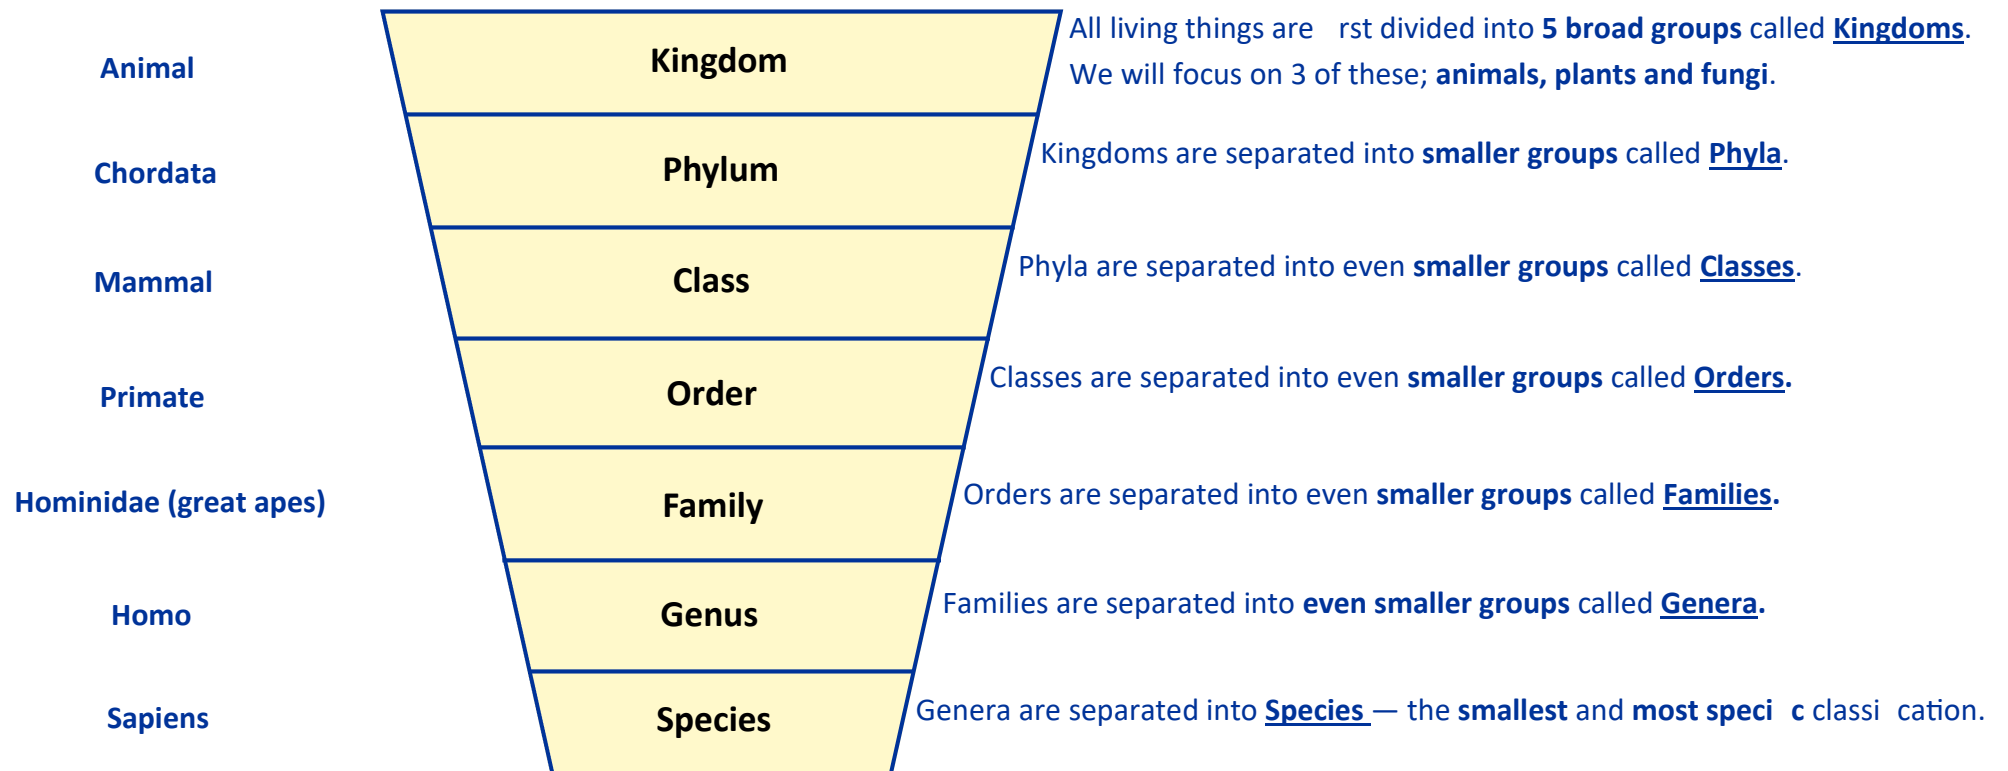 Animal
Kingdom
All living things are rst divided into 5 broad groups called Kingdoms.
We will focus on 3 of these; animals, plants and fungi.
Chordata
Phylum
Kingdoms are separated into smaller groups called Phyla.
Mammal
Class
Phyla are separated into even smaller groups called Classes.
Primate
Order
Classes are separated into even smaller groups called Orders.
Hominidae (great apes)
Family
Orders are separated into even smaller groups called Families.
Homo
Genus
Families are separated into even smaller groups called Genera.
Sapiens
Species
Genera are separated into Species — the smallest and most speci c classi cation.